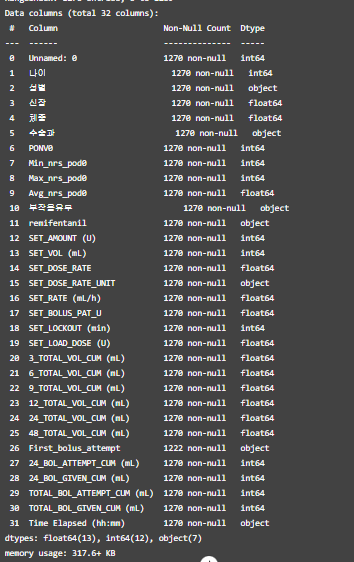 Data columns (total 32 columns):
# Column Non-Null Count Dtype
--- ------ -------------- -----
0 Unnamed: 0 1270 non-null int64
1 나이 1270 non-null int64
2 성별 1270 non-null object
3 신장 1270 non-null float64
4 체중 1270 non-null float64
5 수술과 1270 non-null object
6 PONV0 1270 non-null int64
7 Min_nrs_pod0 1270 non-null int64
8 Max_nrs_pod0 1270 non-null int64
9 Avg_nrs_pod0 1270 non-null float64
10 부작용유무 1270 non-null object
11 remifentanil 1270 non-null object
12 SET_AMOUNT (U) 1270 non-null int64
13 SET_VOL (mL) 1270 non-null int64
14 SET_DOSE_RATE 1270 non-null float64
15 SET_DOSE_RATE_UNIT 1270 non-null object
16 SET_RATE (mL/h) 1270 non-null float64
17 SET_BOLUS_PAT_U 1270 non-null float64
18 SET_LOCKOUT (min) 1270 non-null int64
19 SET_LOAD_DOSE (U) 1270 non-null float64
20 3_TOTAL_VOL_CUM (mL) 1270 non-null float64
21 6_TOTAL_VOL_CUM (mL) 1270 non-null float64
22 9_TOTAL_VOL_CUM (mL) 1270 non-null float64
23 12_TOTAL_VOL_CUM (mL) 1270 non-null float64
24 24_TOTAL_VOL_CUM (mL) 1270 non-null float64
25 48_TOTAL_VOL_CUM (mL) 1270 non-null float64
26 First_bolus_attempt 1222 non-null object
27 24_BOL_ATTEMPT_CUM (mL) 1270 non-null int64
28 24_BOL_GIVEN_CUM (mL) 1270 non-null int64
29 TOTAL_BOL_ATTEMPT_CUM (mL) 1270 non-null int64
30 TOTAL_BOL_GIVEN_CUM (mL) 1270 non-null int64
31 Time Elapsed (hh:mm) 1270 non-null object
dtypes: float64(13), int64(12), object(7)
memory usage: 317.6+ KB